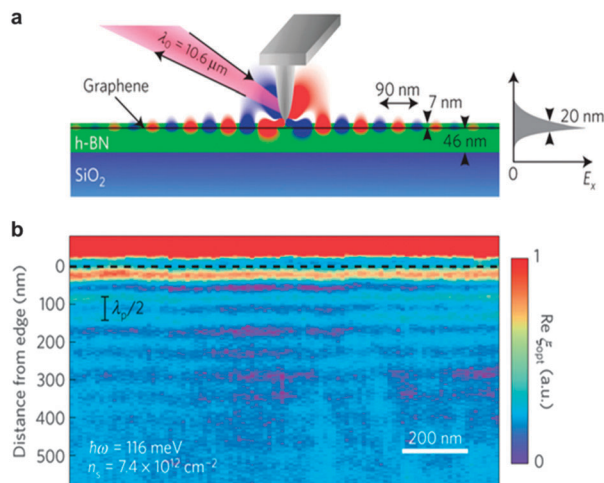 a
λ₀ = 10.6 μm
Graphene
90 nm
7 nm
20 nm
46 nm
h-BN
SiO₂
0
Eₓ
b
0
100
200
300
400
500
Distance from edge (nm)
λₚ/2
ħω = 116 meV
nₛ = 7.4 × 10¹² cm⁻²
200 nm
1
0
Re ξₒₚₜ (a.u.)